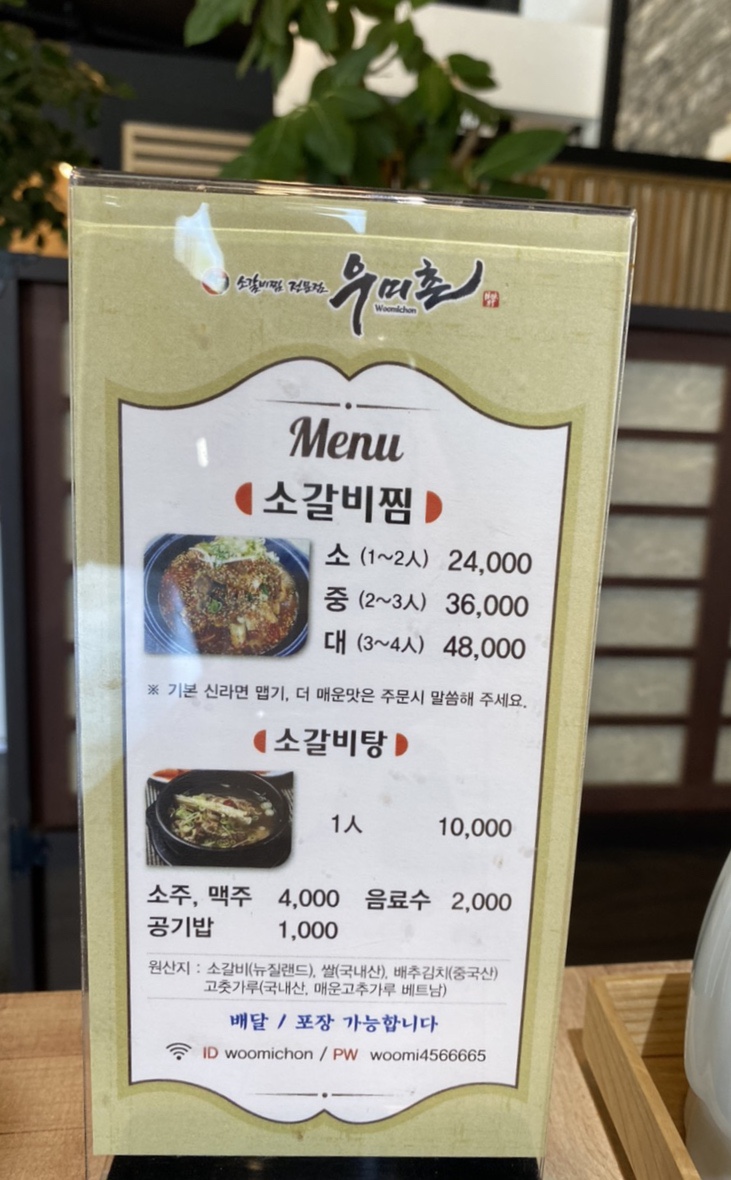 소갈비찜 전문점 우미촌
Woomichon
Menu
소갈비찜
소 (1~2人) 24,000
중 (2~3人) 36,000
대 (3~4人) 48,000
※ 기본 신라면 맵기, 더 매운맛은 주문시 말씀해 주세요.
소갈비탕
1人 10,000
소주, 맥주 4,000 음료수 2,000
공기밥 1,000
원산지 : 소갈비(뉴질랜드), 쌀(국내산), 배추김치(중국산)
고춧가루(국내산, 매운고추가루 베트남)
배달 / 포장 가능합니다
ID woomichon / PW woomi4566665